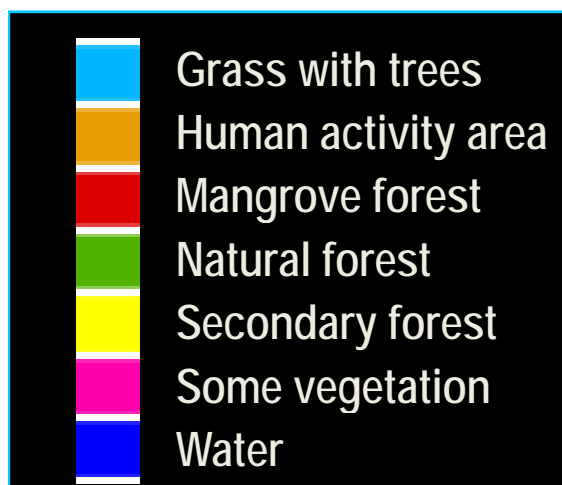 Grass with trees
Human activity area
Mangrove forest
Natural forest
Secondary forest
Some vegetation
Water